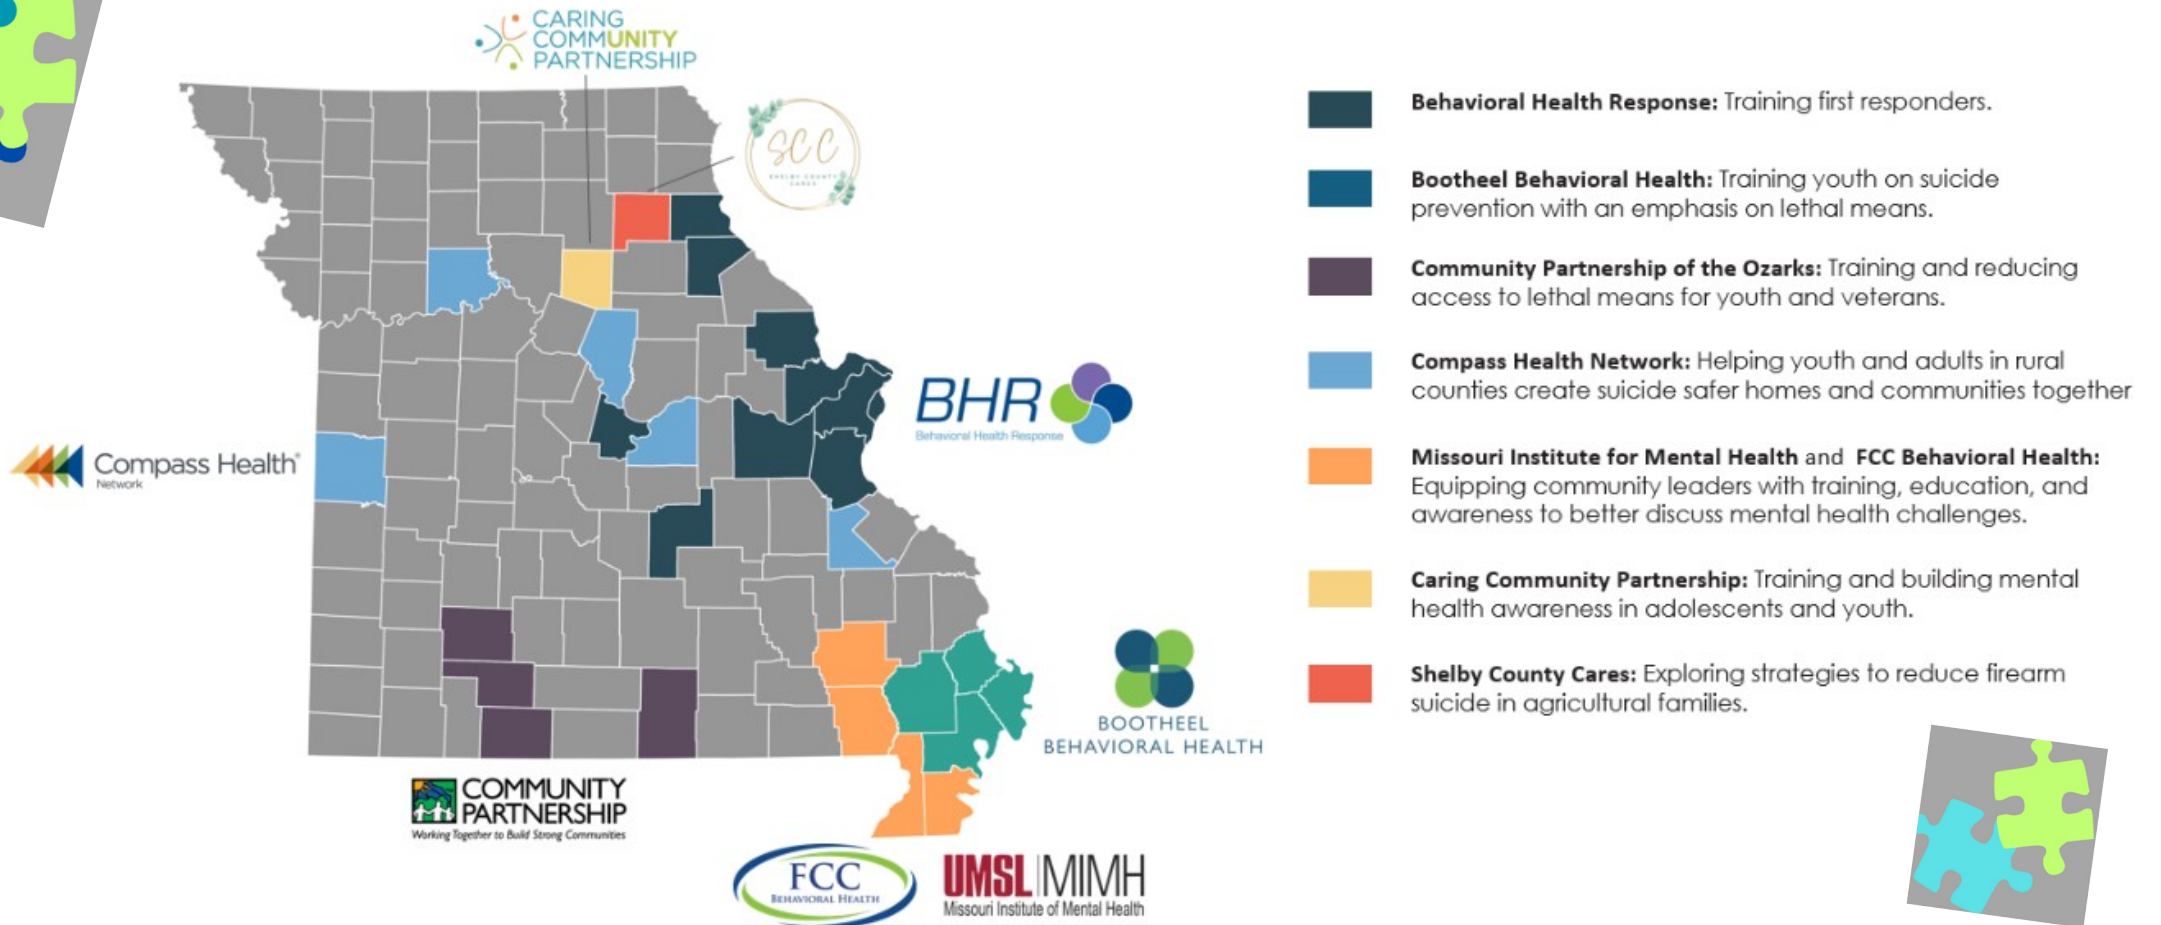 CARING
COMMUNITY
PARTNERSHIP
SCC
SHELBY COUNTY
CARES
BHR
Behavioral Health Response
Compass Health®
Network
BOOTHEEL
BEHAVIORAL HEALTH
COMMUNITY
PARTNERSHIP
Working Together to Build Strong Communities
FCC
BEHAVIORAL HEALTH
UMSL | MIMH
Missouri Institute of Mental Health
Behavioral Health Response: Training first responders.
Bootheel Behavioral Health: Training youth on suicide
prevention with an emphasis on lethal means.
Community Partnership of the Ozarks: Training and reducing
access to lethal means for youth and veterans.
Compass Health Network: Helping youth and adults in rural
counties create suicide safer homes and communities together
Missouri Institute for Mental Health and FCC Behavioral Health:
Equipping community leaders with training, education, and
awareness to better discuss mental health challenges.
Caring Community Partnership: Training and building mental
health awareness in adolescents and youth.
Shelby County Cares: Exploring strategies to reduce firearm
suicide in agricultural families.